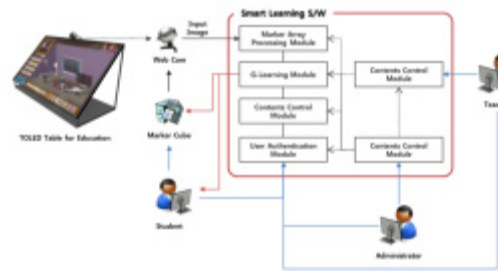 Smart Learning S/W
Input
Image
Marker Array
Processing Module
Web Cam
G-Learning Module
Contents Control
Module
TOLED Table for Education
Marker Cube
Contents Control
Module
User Authentication
Module
Contents Control
Module
Student
Administrator